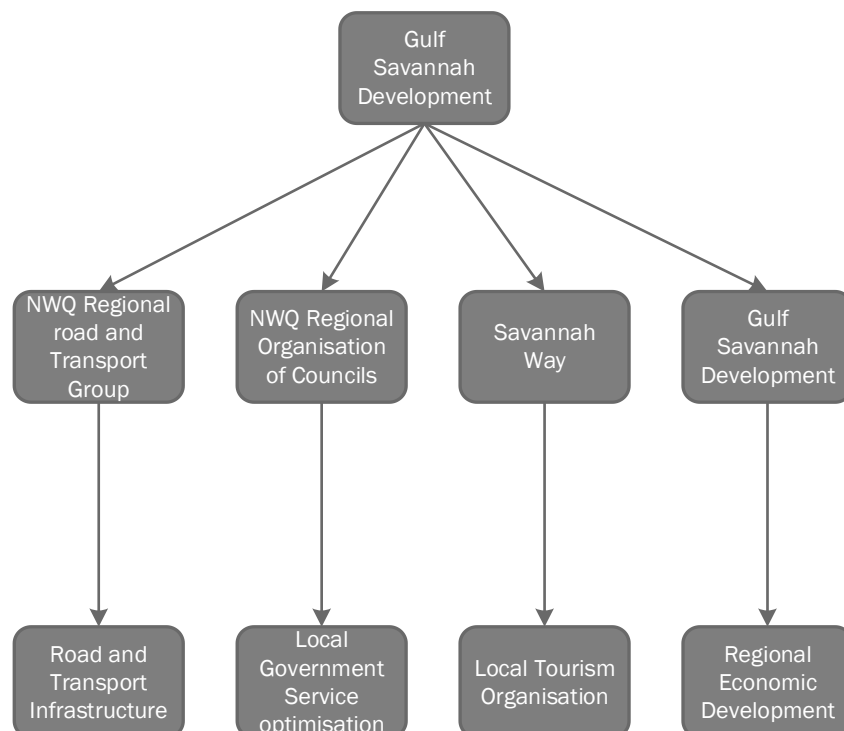 Gulf
Savannah
Development
NWQ Regional
road and
Transport
Group
NWQ Regional
Organisation
of Councils
Savannah
Way
Gulf
Savannah
Development
Road and
Transport
Infrastructure
Local
Government
Service
optimisation
Local Tourism
Organisation
Regional
Economic
Development